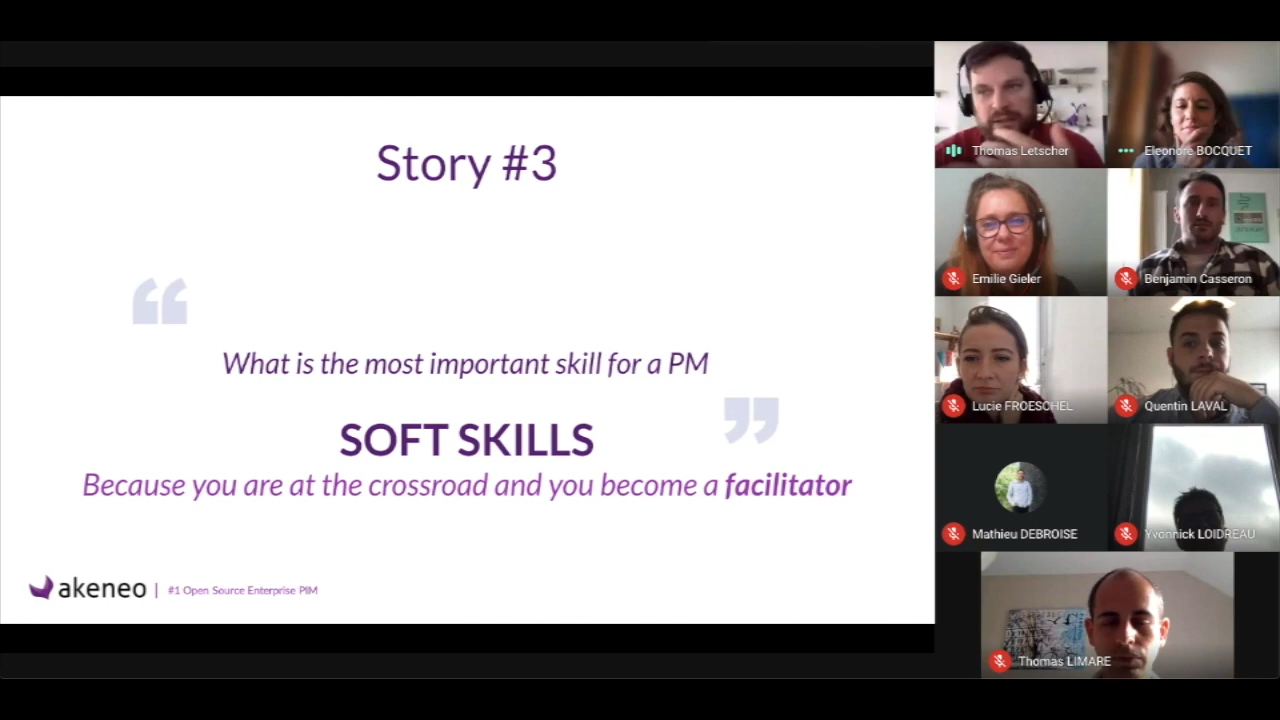 Story #3
“
What is the most important skill for a PM
”
SOFT SKILLS
Because you are at the crossroad and you become a facilitator
akeneo | #1 Open Source Enterprise PIM
Thomas Letscher
Eleonore BOCQUET
Emilie Gieler
Benjamin Casseron
Lucie FROESCHEL
Quentin LAVAL
Mathieu DEBROISE
Yvonnick LOIDREAU
Thomas LIMARE